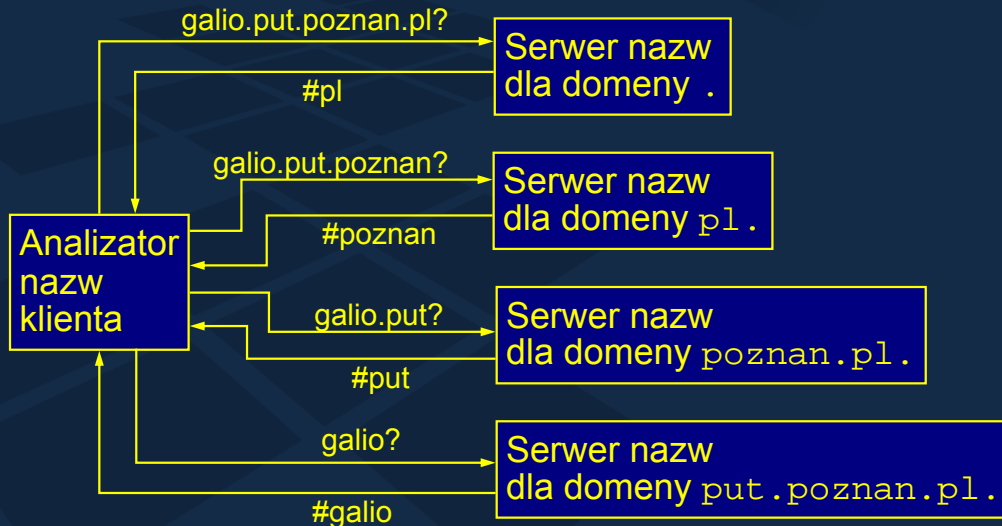 galio.put.poznan.pl?
Serwer nazw
dla domeny .
#pl
galio.put.poznan?
Serwer nazw
dla domeny pl.
#poznan
Analizator
nazw
klienta
galio.put?
Serwer nazw
dla domeny poznan.pl.
#put
galio?
Serwer nazw
dla domeny put.poznan.pl.
#galio